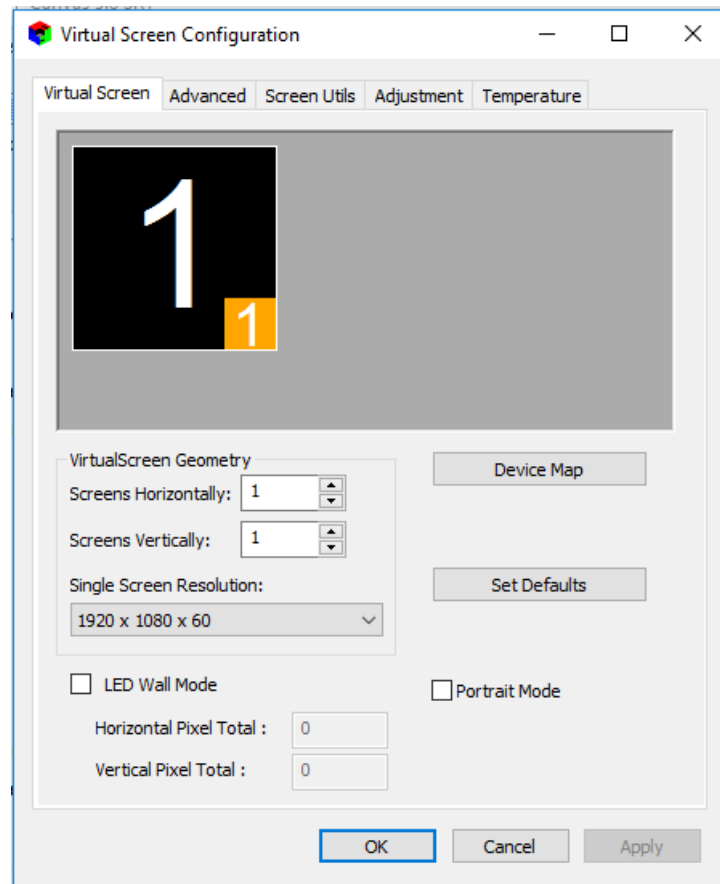 Virtual Screen Configuration
Virtual Screen Advanced Screen Utils Adjustment Temperature
1
1
VirtualScreen Geometry
Screens Horizontally: 1
Device Map
Screens Vertically: 1
Single Screen Resolution:
Set Defaults
1920 x 1080 x 60
LED Wall Mode
Portrait Mode
Horizontal Pixel Total : 0
Vertical Pixel Total : 0
OK Cancel Apply